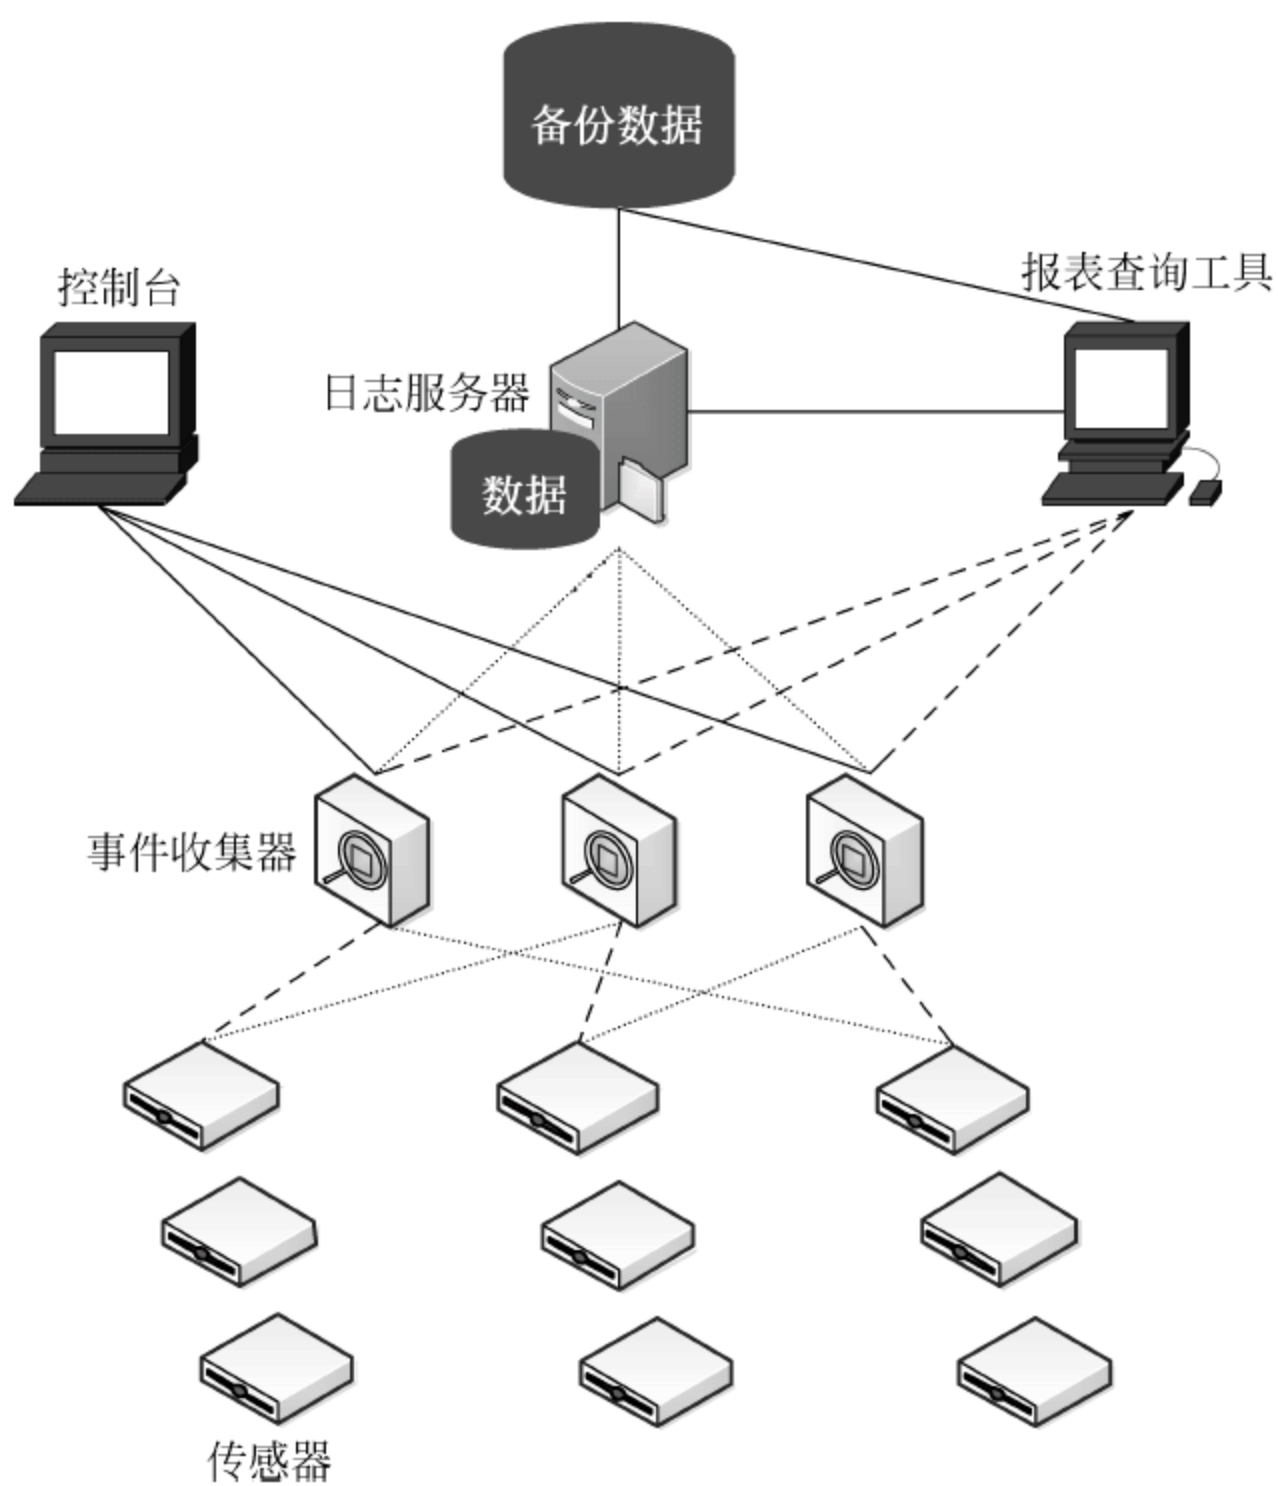 备份数据
控制台
报表查询工具
日志服务器
数据
事件收集器
传感器